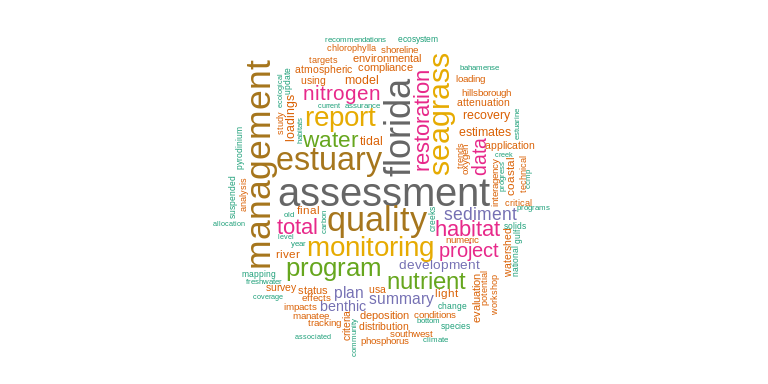 recommendations
ecosystem
chlorophylla
shoreline
targets
environmental
atmospheric
compliance
bahamense
using
model
loading
ecological
update
nitrogen
florida
restoration
seagrass
hillsborough
management
current
assurance
report
attenuation
loadings
study
habitats
water
tidal
recovery
estuarine
estimates
pyrodinium
estuary
data
trends
oxygen
application
creek
suspended
analysis
assessment
interagency
progress
coastal
technical
comp
critical
programs
allocation
old
final
carbon
quality
creeks
sediment
solids
total
habitat
level
year
numeric
watershed
national
gulf
river
monitoring
project
mapping
program
development
freshwater
survey
status
usa
nutrient
coverage
effects
plan
summary
light
evaluation
potential
workshop
impacts
benthic
change
manatee
deposition
conditions
tracking
criteria
distribution
bottom
species
associated
community
southwest
phosphorus
climate